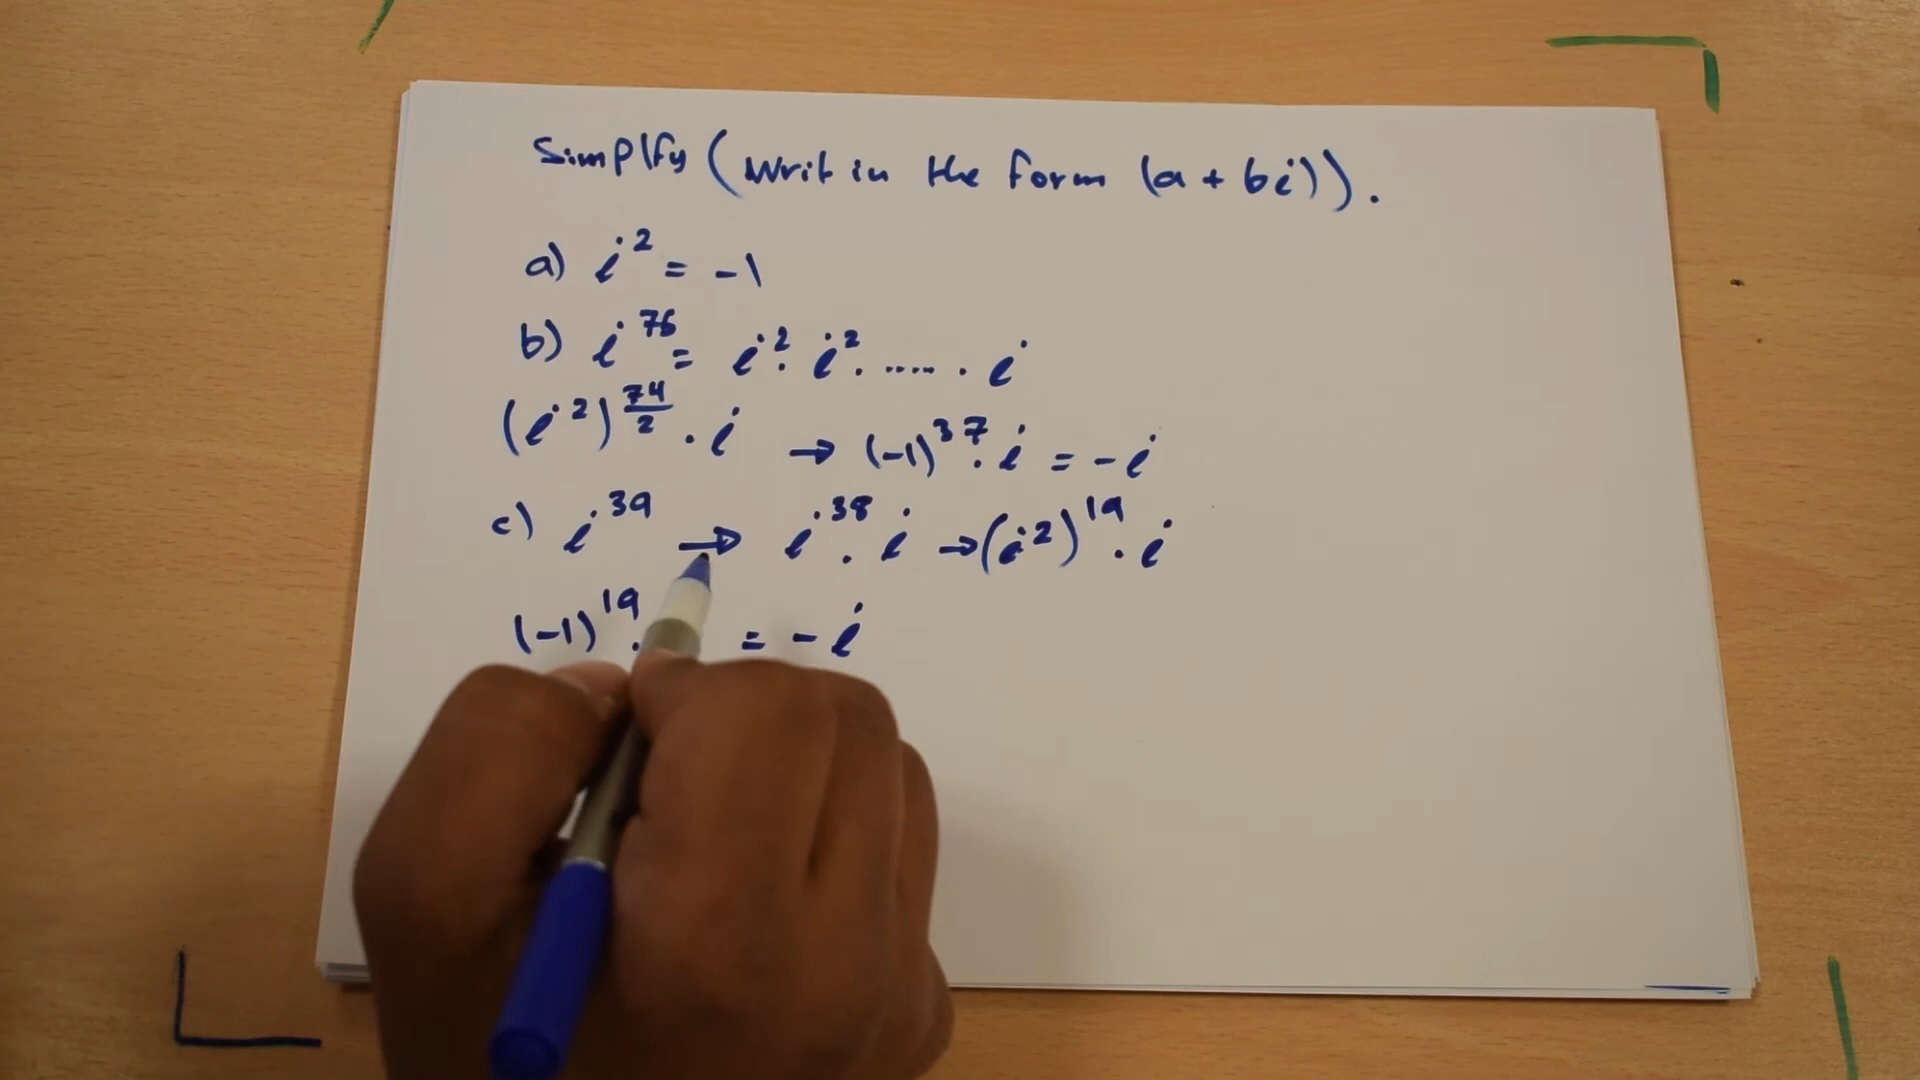 Simplfy (Writ in the form (a + bi)).
a) i² = -1
b) i⁷⁶ = i² · i² · ..... · i
(i²)^(74/2) · i → (-1)³⁷ · i = -i
c) i³⁹ → i³⁸ · i → (i²)¹⁹ · i
(-1)¹⁹ · = -i